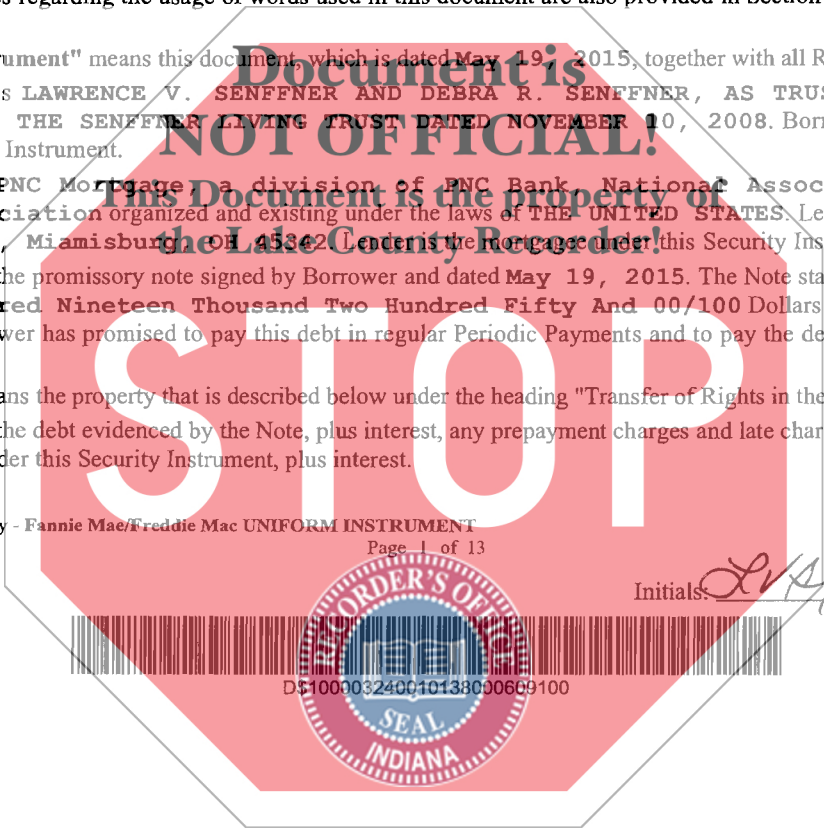 s regarding the usage of words used in this document are also provided in Section
ument" means this document, which is dated May 19, 2015, together with all R
Document is
s LAWRENCE V. SENFFNER AND DEBRA R. SENFFNER, AS TRUS
THE SENFFNER LIVING TRUST DATED NOVEMBER 10, 2008. Borr
NOT OFFICIAL!
Instrument.
PNC Mortgage, a division of PNC Bank, National Assoc
This Document is the property of
ciation organized and existing under the laws of THE UNITED STATES. Le
, Miamisburg, OH 45342. Lender is the mortgagee under this Security Ins
the Lake County Recorder!
he promissory note signed by Borrower and dated May 19, 2015. The Note sta
red Nineteen Thousand Two Hundred Fifty And 00/100 Dollars
wer has promised to pay this debt in regular Periodic Payments and to pay the de
STOP
ans the property that is described below under the heading "Transfer of Rights in the
he debt evidenced by the Note, plus interest, any prepayment charges and late char
der this Security Instrument, plus interest.
y - Fannie Mae/Freddie Mac UNIFORM INSTRUMENT
Page 1 of 13
Initials:
RECORDER'S OFFICE
SEAL
INDIANA